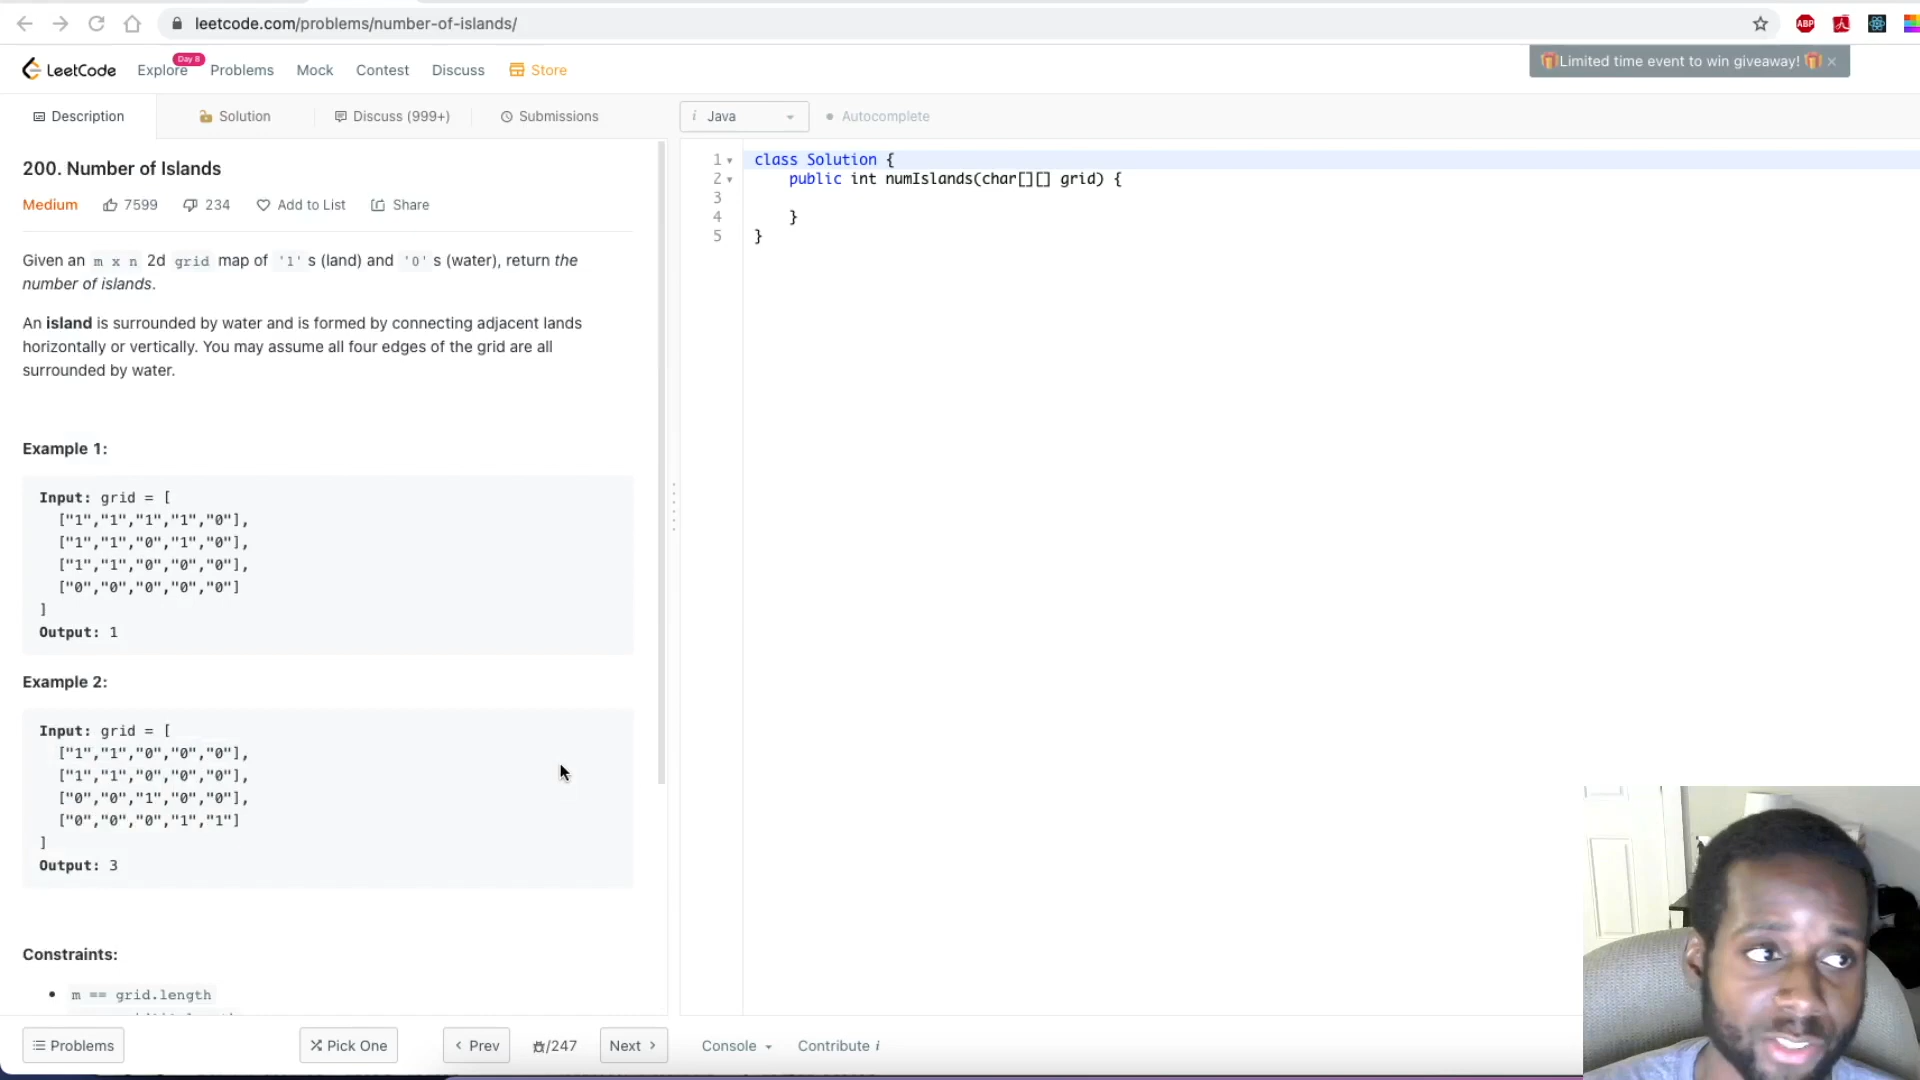 leetcode.com/problems/number-of-islands/
ABP
LeetCode Explore Day 8 Problems Mock Contest Discuss Store
Limited time event to win giveaway! ×
Description Solution Discuss (999+) Submissions
i Java Autocomplete
200. Number of Islands
Medium 7599 234 Add to List Share
Given an m x n 2d grid map of '1' s (land) and '0' s (water), return the
number of islands.
An island is surrounded by water and is formed by connecting adjacent lands
horizontally or vertically. You may assume all four edges of the grid are all
surrounded by water.
Example 1:
Input: grid = [
["1","1","1","1","0"],
["1","1","0","1","0"],
["1","1","0","0","0"],
["0","0","0","0","0"]
]
Output: 1
Example 2:
Input: grid = [
["1","1","0","0","0"],
["1","1","0","0","0"],
["0","0","1","0","0"],
["0","0","0","1","1"]
]
Output: 3
Constraints:
• m == grid.length
1 class Solution {
2 public int numIslands(char[][] grid) {
3
4 }
5 }
Problems Pick One Prev /247 Next Console Contribute i